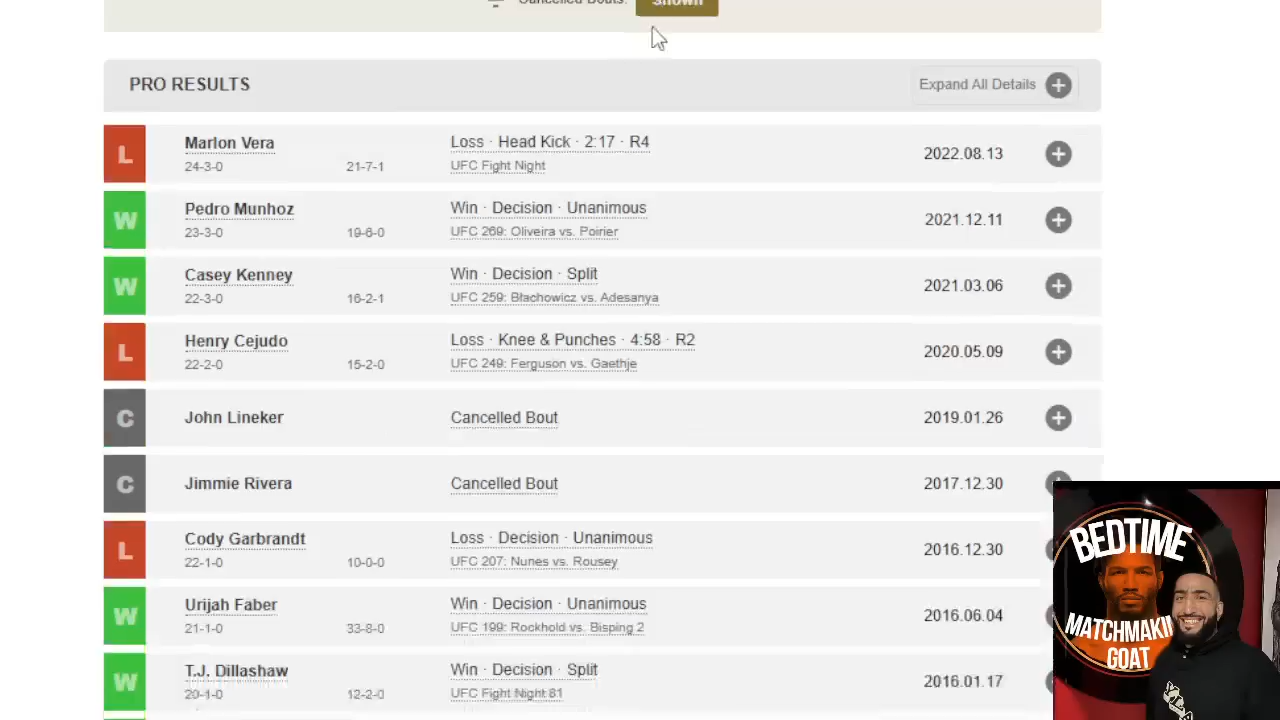 Cancelled Bouts: Shown
PRO RESULTS
Expand All Details
L
Marlon Vera
Loss · Head Kick · 2:17 · R4
24-3-0
21-7-1
UFC Fight Night
2022.08.13
W
Pedro Munhoz
Win · Decision · Unanimous
23-3-0
19-6-0
UFC 269: Oliveira vs. Poirier
2021.12.11
W
Casey Kenney
Win · Decision · Split
22-3-0
16-2-1
UFC 259: Błachowicz vs. Adesanya
2021.03.06
L
Henry Cejudo
Loss · Knee & Punches · 4:58 · R2
22-2-0
15-2-0
UFC 249: Ferguson vs. Gaethje
2020.05.09
C
John Lineker
Cancelled Bout
2019.01.26
C
Jimmie Rivera
Cancelled Bout
2017.12.30
L
Cody Garbrandt
Loss · Decision · Unanimous
22-1-0
10-0-0
UFC 207: Nunes vs. Rousey
2016.12.30
W
Urijah Faber
Win · Decision · Unanimous
21-1-0
33-8-0
UFC 199: Rockhold vs. Bisping 2
2016.06.04
W
T.J. Dillashaw
Win · Decision · Split
20-1-0
12-2-0
UFC Fight Night 81
2016.01.17
BEDTIME
MATCHMAKIN
GOAT